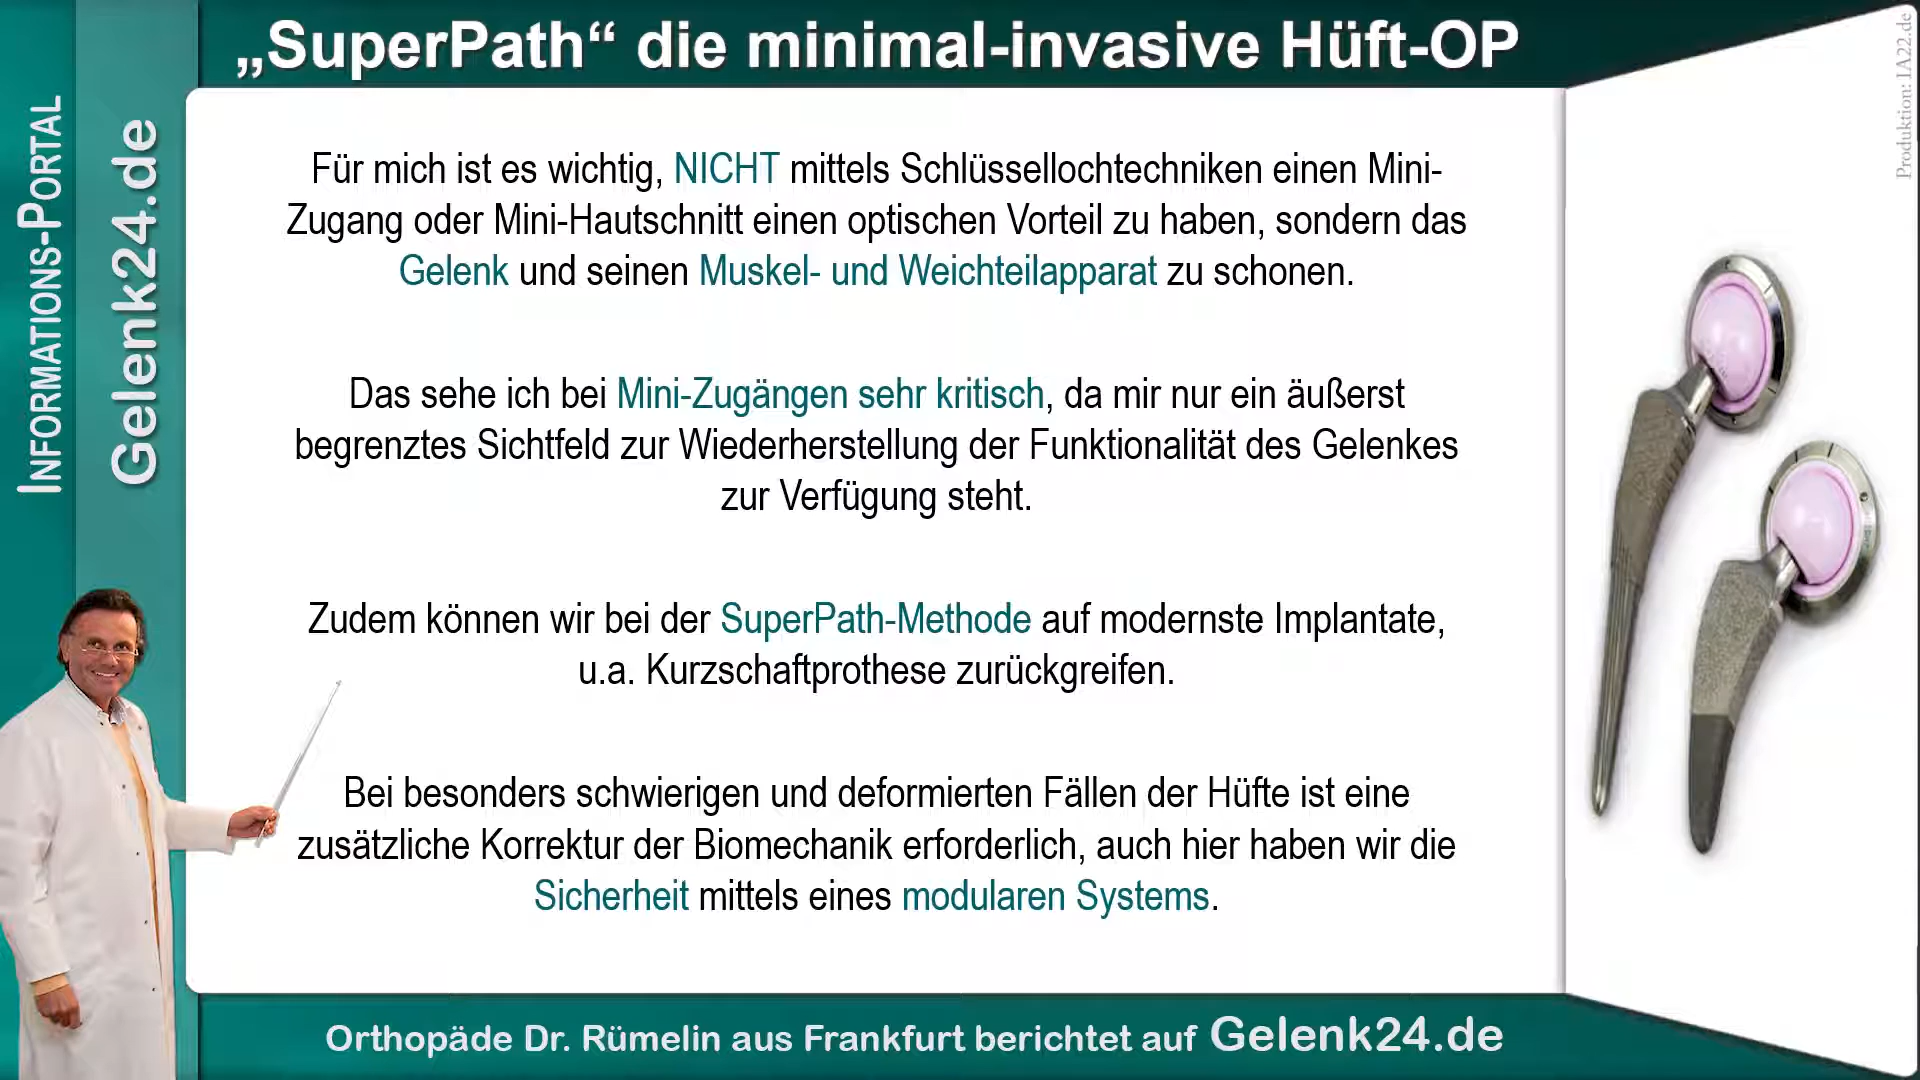 „SuperPath“ die minimal-invasive Hüft-OP
Produktion: IA22.de
INFORMATIONS-PORTAL
Gelenk24.de
Für mich ist es wichtig, NICHT mittels Schlüssellochtechniken einen Mini-
Zugang oder Mini-Hautschnitt einen optischen Vorteil zu haben, sondern das
Gelenk und seinen Muskel- und Weichteilapparat zu schonen.
Das sehe ich bei Mini-Zugängen sehr kritisch, da mir nur ein äußerst
begrenztes Sichtfeld zur Wiederherstellung der Funktionalität des Gelenkes
zur Verfügung steht.
Zudem können wir bei der SuperPath-Methode auf modernste Implantate,
u.a. Kurzschaftprothese zurückgreifen.
Bei besonders schwierigen und deformierten Fällen der Hüfte ist eine
zusätzliche Korrektur der Biomechanik erforderlich, auch hier haben wir die
Sicherheit mittels eines modularen Systems.
Orthopäde Dr. Rümelin aus Frankfurt berichtet auf Gelenk24.de